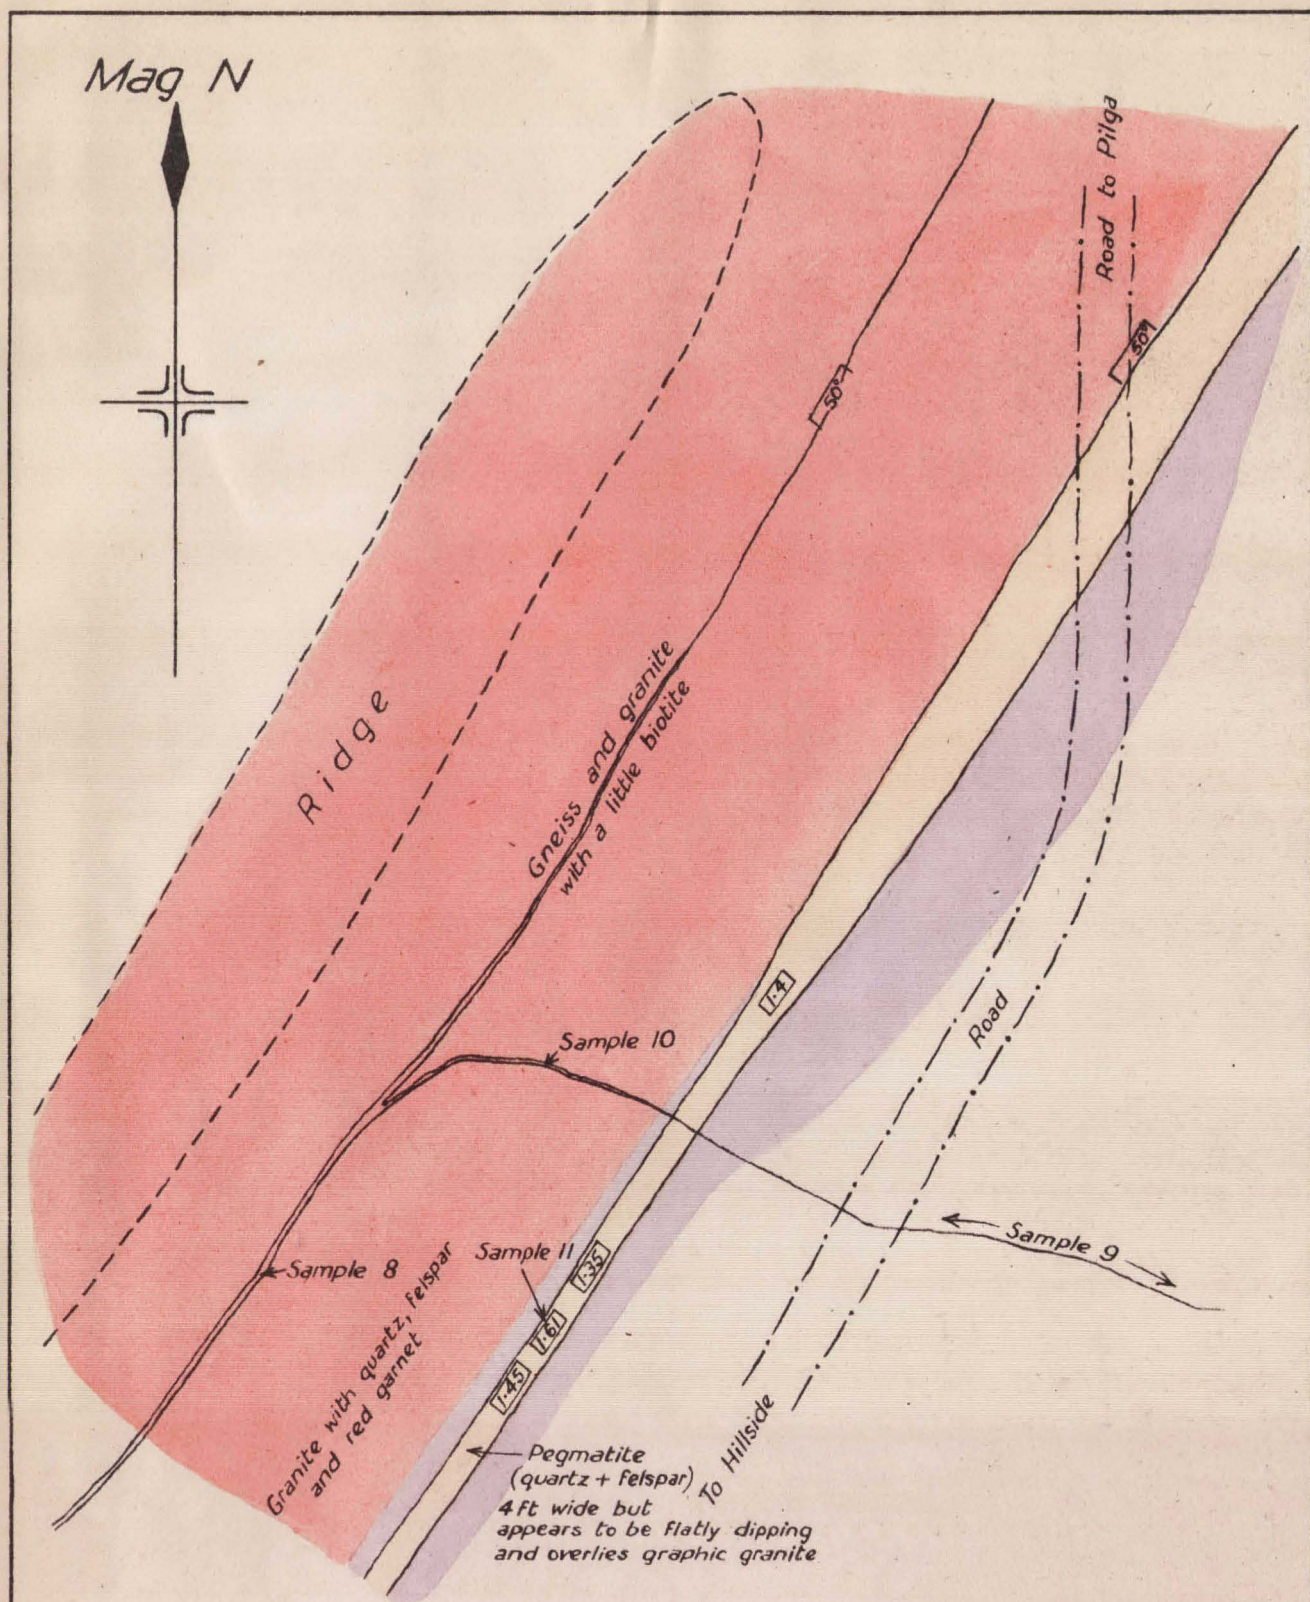 Mag N
Road to Pilga
50°
50°
Ridge
Gneiss and granite
with a little biotite
1·4
Sample 10
Road
Sample 9
Sample 8
Sample 11
1·35
1·61
1·45
Granite with quartz, felspar
and red garnet
Pegmatite
(quartz + felspar)
4ft wide but
appears to be flatly dipping
and overlies graphic granite
To Hillside